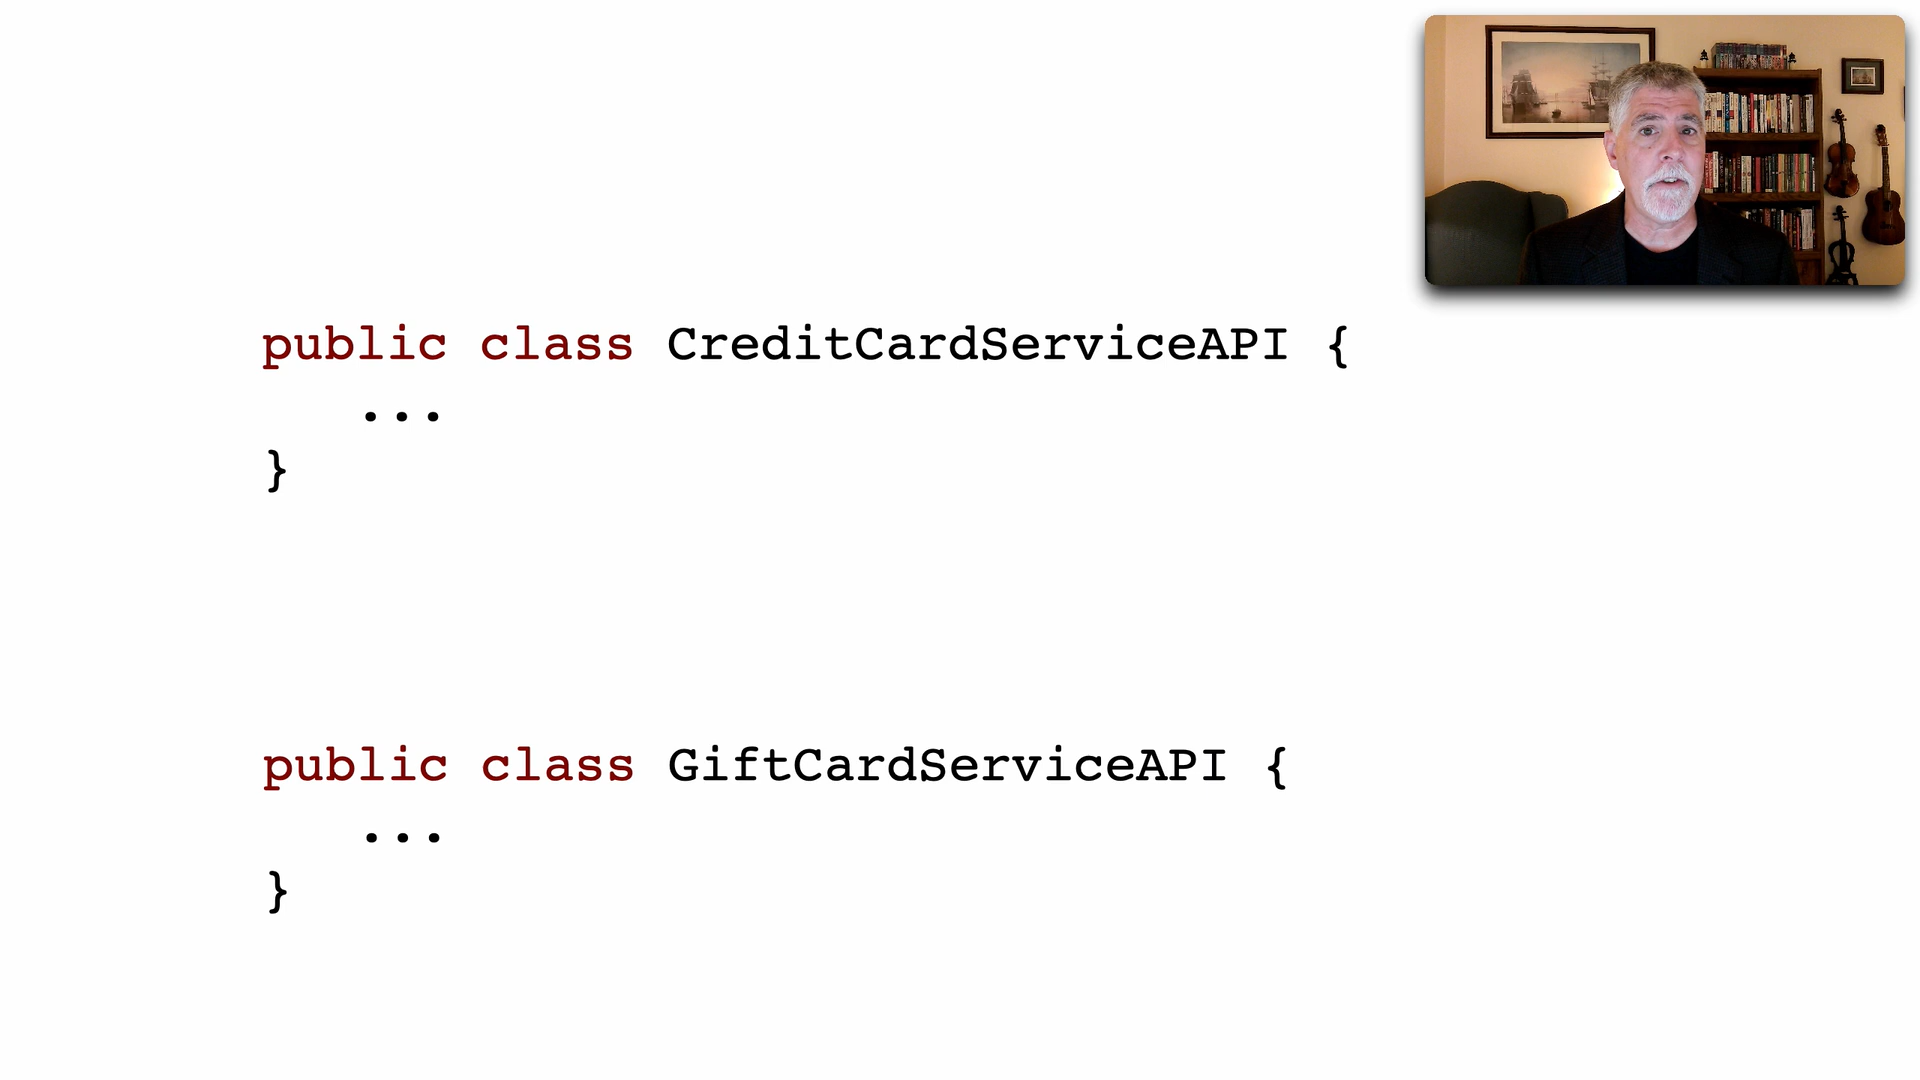 public class CreditCardServiceAPI {
...
}
public class GiftCardServiceAPI {
...
}